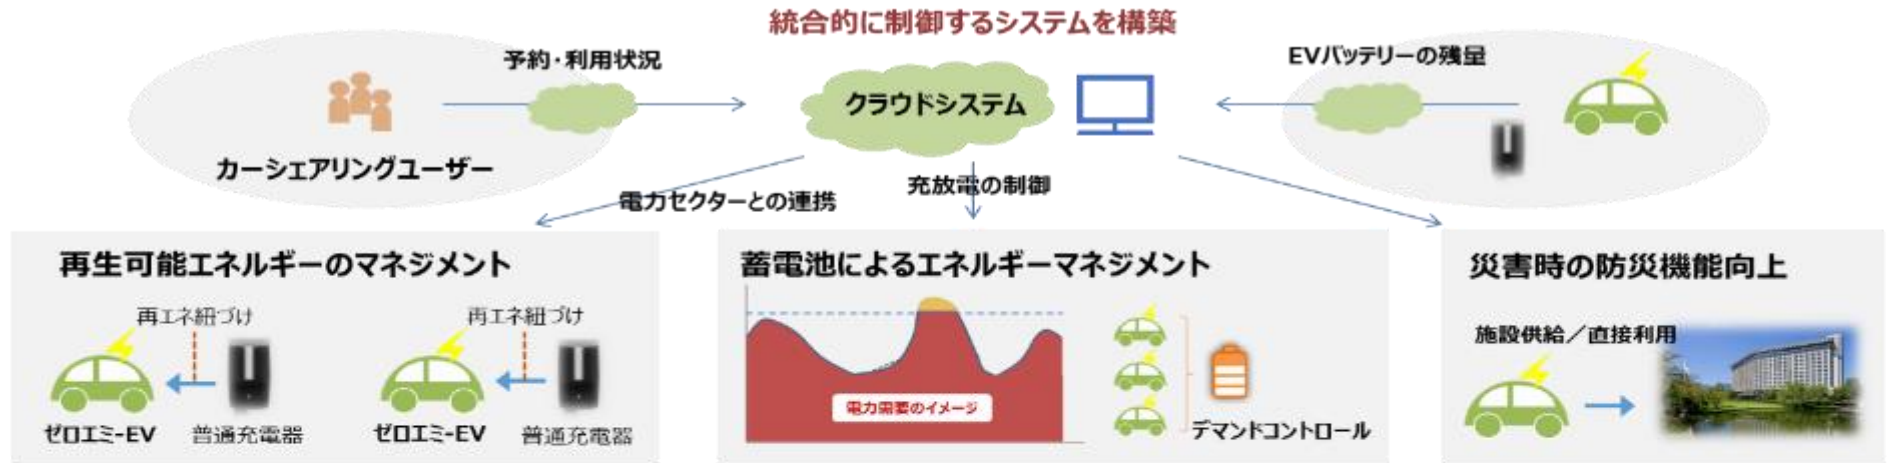 統合的に制御するシステムを構築
予約・利用状況
EVバッテリーの残量
クラウドシステム
カーシェアリングユーザー
電力セクターとの連携
充放電の制御
再生可能エネルギーのマネジメント
再エネ紐づけ
再エネ紐づけ
ゼロエミ-EV
普通充電器
ゼロエミ-EV
普通充電器
蓄電池によるエネルギーマネジメント
電力需要のイメージ
デマンドコントロール
災害時の防災機能向上
施設供給／直接利用